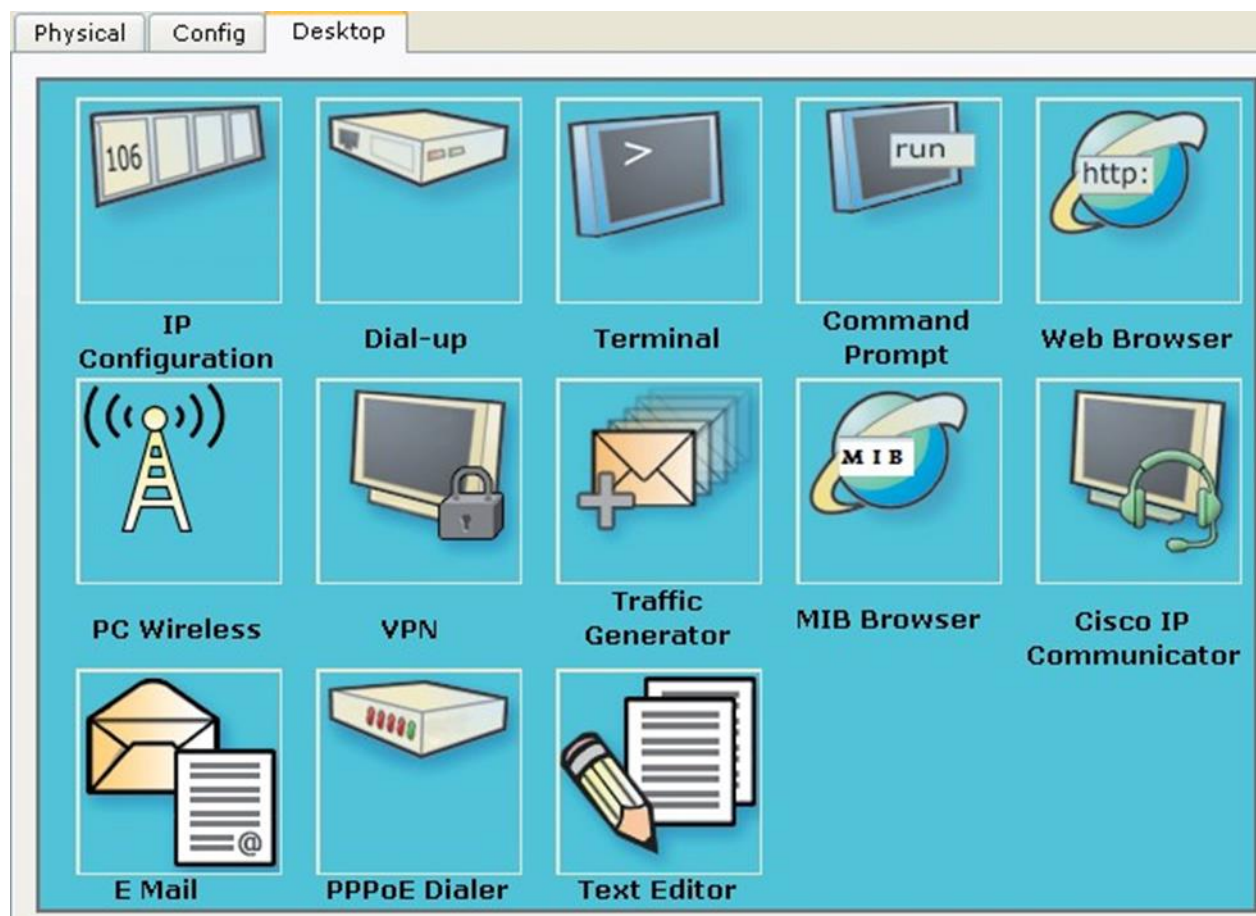 Physical Config Desktop
106
>
run
http:
IP
Configuration
Dial-up
Terminal
Command
Prompt
Web Browser
MIB
PC Wireless
VPN
Traffic
Generator
MIB Browser
Cisco IP
Communicator
@
E Mail
PPPoE Dialer
Text Editor